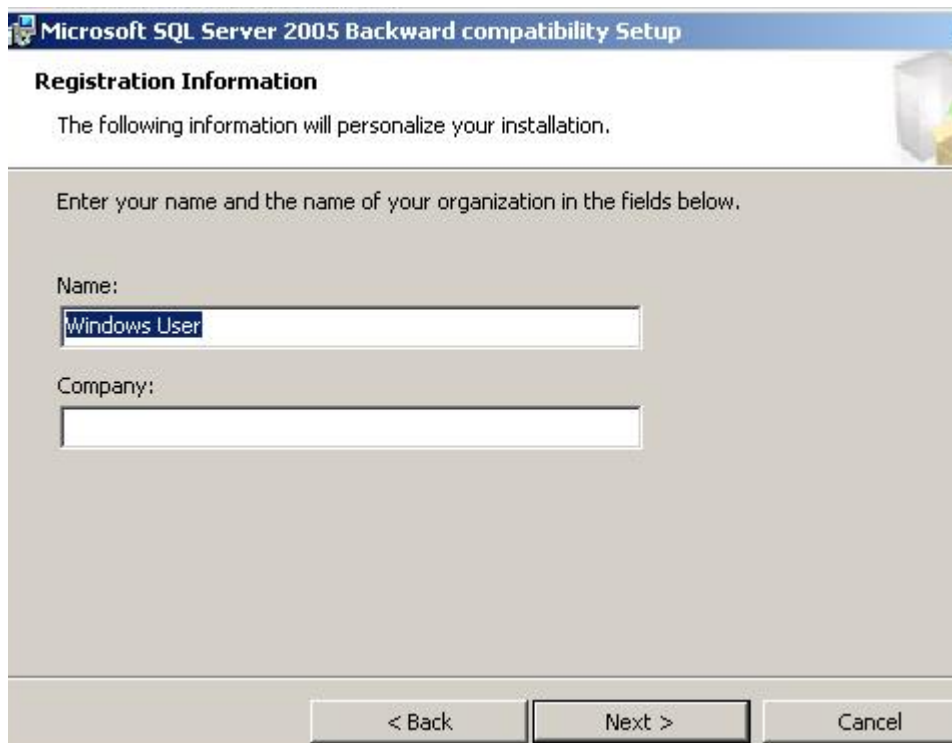 Microsoft SQL Server 2005 Backward compatibility Setup
Registration Information
The following information will personalize your installation.
Enter your name and the name of your organization in the fields below.
Name:
Windows User
Company:
< Back Next > Cancel